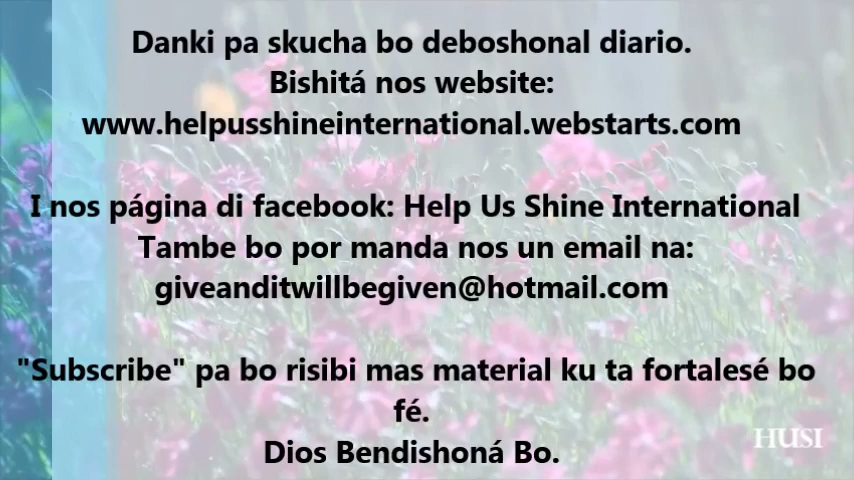 Danki pa skucha bo deboshonal diario.
Bishitá nos website:
www.helpusshineinternational.webstarts.com
I nos página di facebook: Help Us Shine International
Tambe bo por manda nos un email na:
giveanditwillbegiven@hotmail.com
"Subscribe" pa bo risibi mas material ku ta fortalesé bo
fé.
Dios Bendishoná Bo.
HUSI